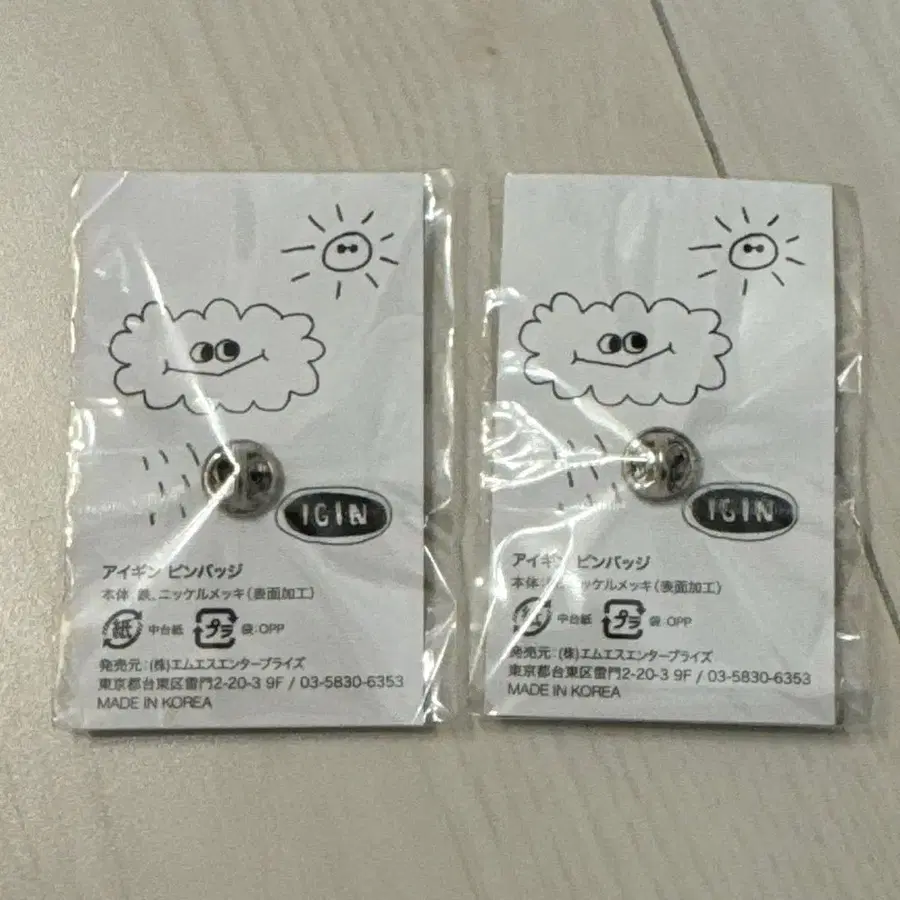 IGIN
アイギン ピンバッジ
本体:鉄、ニッケルメッキ(表面加工)
紙 中台紙 プラ 袋:OPP
発売元:(株)エムエスエンタープライズ
東京都台東区雷門2-20-3 9F / 03-5830-6353
MADE IN KOREA
IGIN
アイギン ピンバッジ
本体: ッケルメッキ(表面加工)
紙 中台紙 プラ 袋:OPP
発売元:(株)エムエスエンタープライズ
東京都台東区雷門2-20-3 9F / 03-5830-6353
MADE IN KOREA